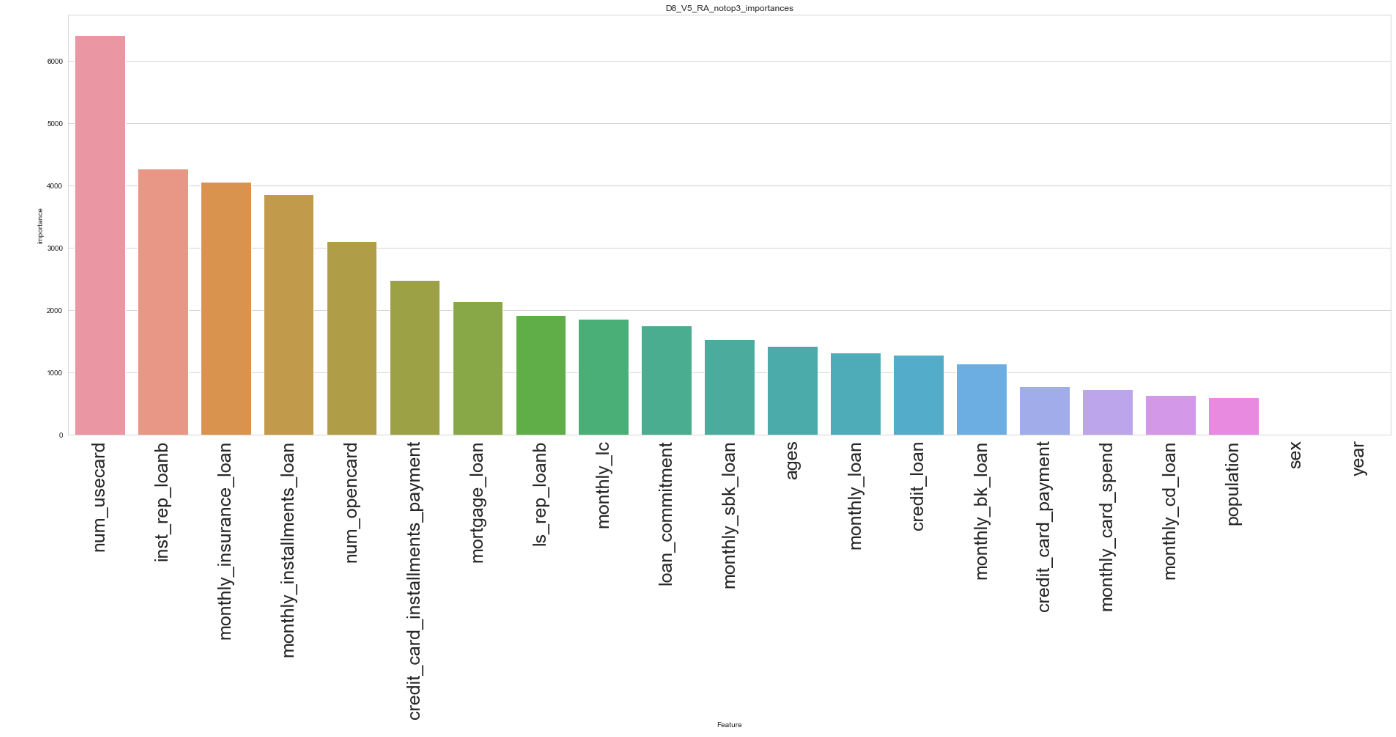 D8_V5_RA_notop3_importances
importance
6000
5000
4000
3000
2000
1000
0
num_usecard
inst_rep_loanb
monthly_insurance_loan
monthly_installments_loan
num_opencard
credit_card_installments_payment
mortgage_loan
ls_rep_loanb
monthly_lc
loan_commitment
monthly_sbk_loan
ages
monthly_loan
credit_loan
monthly_bk_loan
credit_card_payment
monthly_card_spend
monthly_cd_loan
population
sex
year
Feature